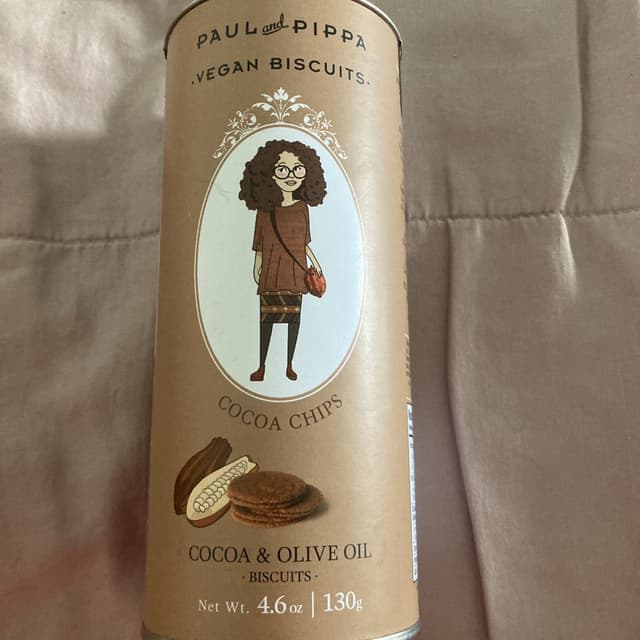 PAUL and PIPPA
·VEGAN BISCUITS·
COCOA CHIPS
COCOA & OLIVE OIL
· BISCUITS ·
Net Wt. 4.6 oz | 130g